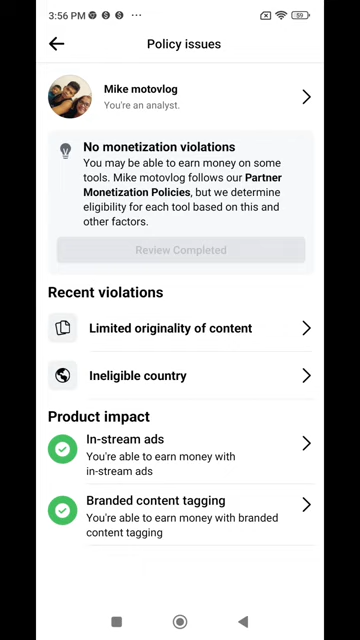 3:56 PM
59
Policy issues
Mike motovlog
You're an analyst.
No monetization violations
You may be able to earn money on some
tools. Mike motovlog follows our Partner
Monetization Policies, but we determine
eligibility for each tool based on this and
other factors.
Review Completed
Recent violations
Limited originality of content
Ineligible country
Product impact
In-stream ads
You're able to earn money with
in-stream ads
Branded content tagging
You're able to earn money with branded
content tagging